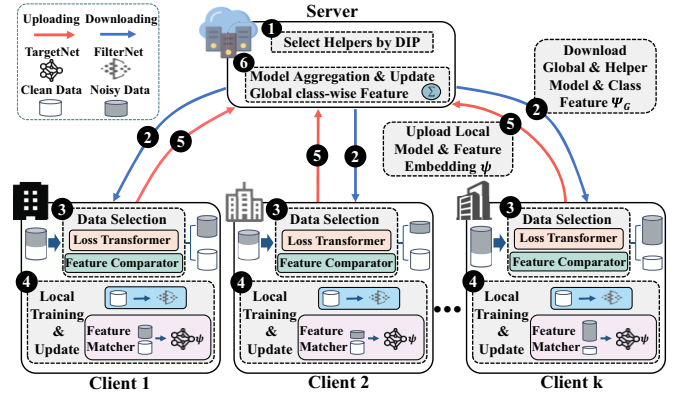 Uploading Downloading
TargetNet FilterNet
Clean Data Noisy Data
Server
1 Select Helpers by DIP
6 Model Aggregation & Update
Global class-wise Feature Σ
Download
Global & Helper
Model & Class
Feature Ψ_G
Upload Local
Model & Feature
Embedding ψ
2 5 5 2 2 5
3 Data Selection
Loss Transformer
Feature Comparator
4 Local
Training
&
Update
Feature
Matcher ψ
Client 1
3 Data Selection
Loss Transformer
Feature Comparator
4 Local
Training
&
Update
Feature
Matcher ψ
Client 2
3 Data Selection
Loss Transformer
Feature Comparator
4 Local
Training
&
Update
Feature
Matcher ψ
Client k